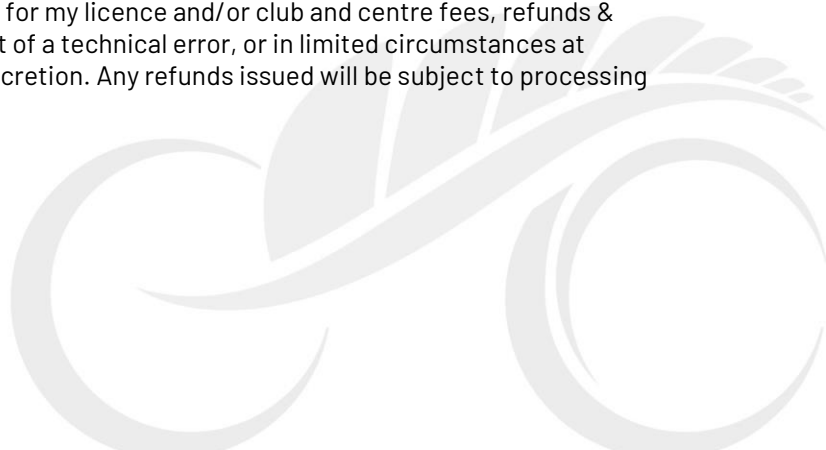 for my licence and/or club and centre fees, refunds &
t of a technical error, or in limited circumstances at
cretion. Any refunds issued will be subject to processing